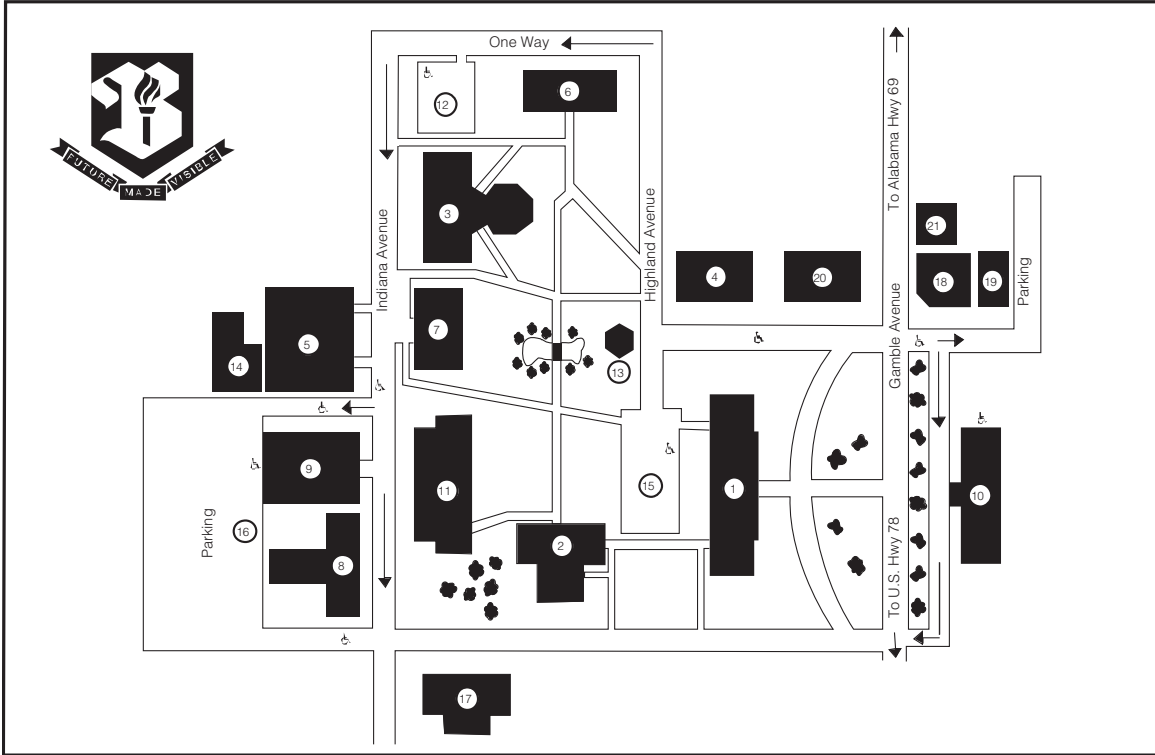 One Way
12
6
To Alabama Hwy 69
FUTURE
MADE
VISIBLE
3
Indiana Avenue
Highland Avenue
21
4
20
18
19
Parking
7
5
14
13
Gamble Avenue
9
11
15
1
10
Parking
16
8
2
To U.S. Hwy 78
17